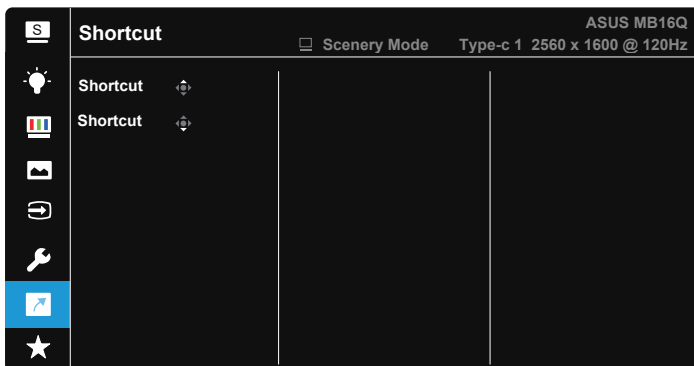 S
Shortcut
ASUS MB16Q
Scenery Mode Type-c 1 2560 x 1600 @ 120Hz
Shortcut
Shortcut